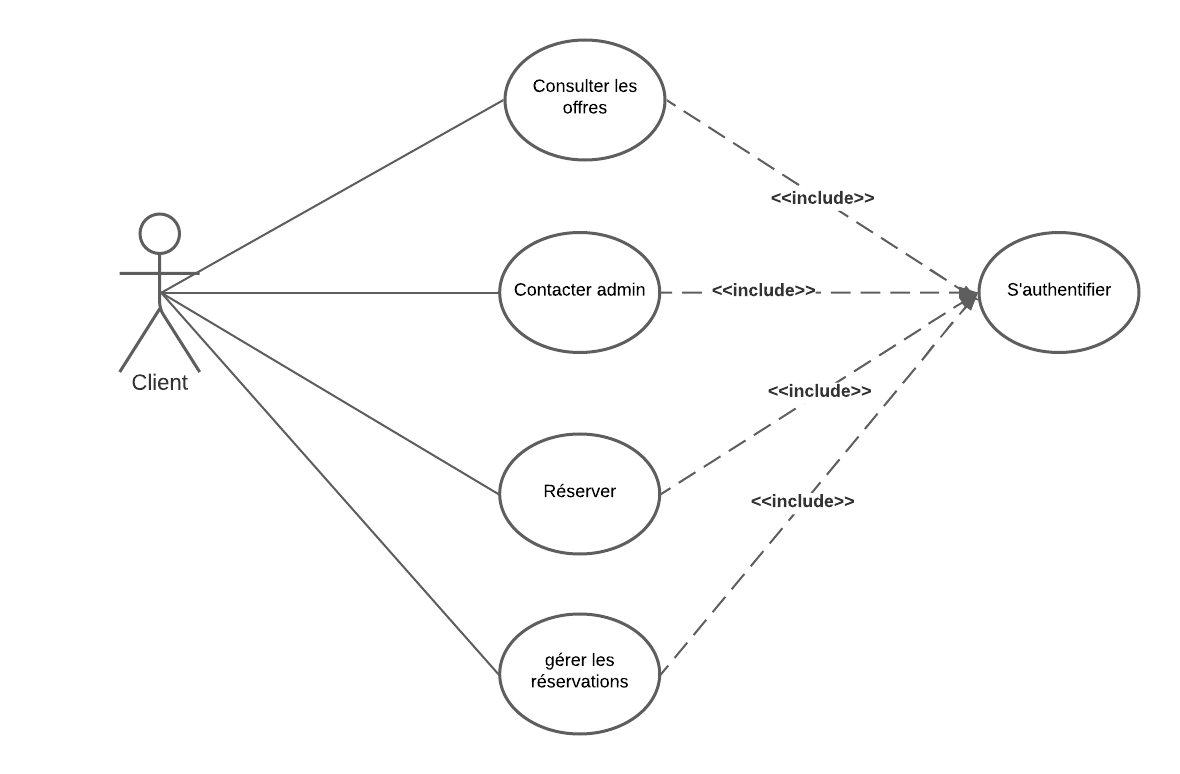 Consulter les
offres
<<include>>
Contacter admin
<<include>>
S'authentifier
Client
<<include>>
Réserver
<<include>>
gérer les
réservations